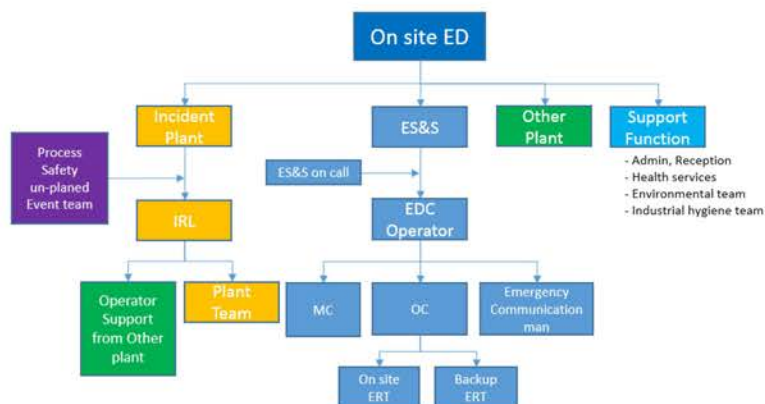 On site ED
Incident
Plant
ES&S
Other
Plant
Support
Function
- Admin, Reception
- Health services
- Environmental team
- Industrial hygiene team
Process
Safety
un-planed
Event team
ES&S on call
IRL
EDC
Operator
Operator
Support
from Other
plant
Plant
Team
MC
OC
Emergency
Communication
man
On site
ERT
Backup
ERT